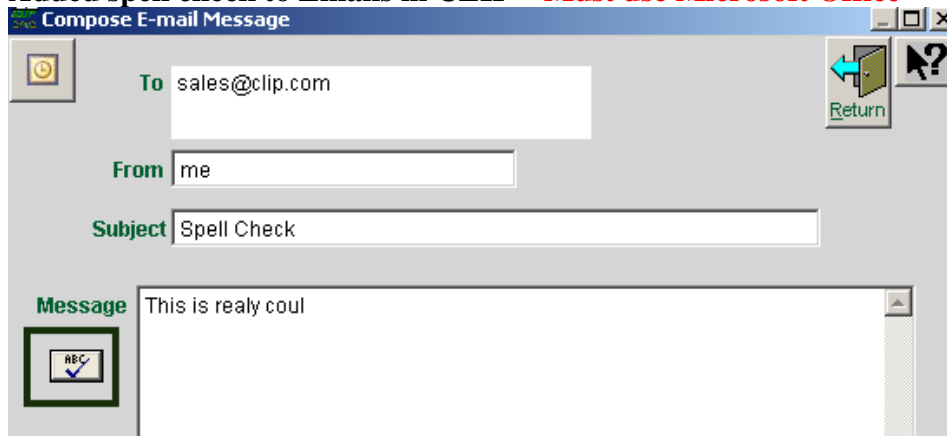 Added spell check to Emails in CLIP – Must use Microsoft Office
Compose E-mail Message
To sales@clip.com
Return
From me
Subject Spell Check
Message This is realy coul
ABC